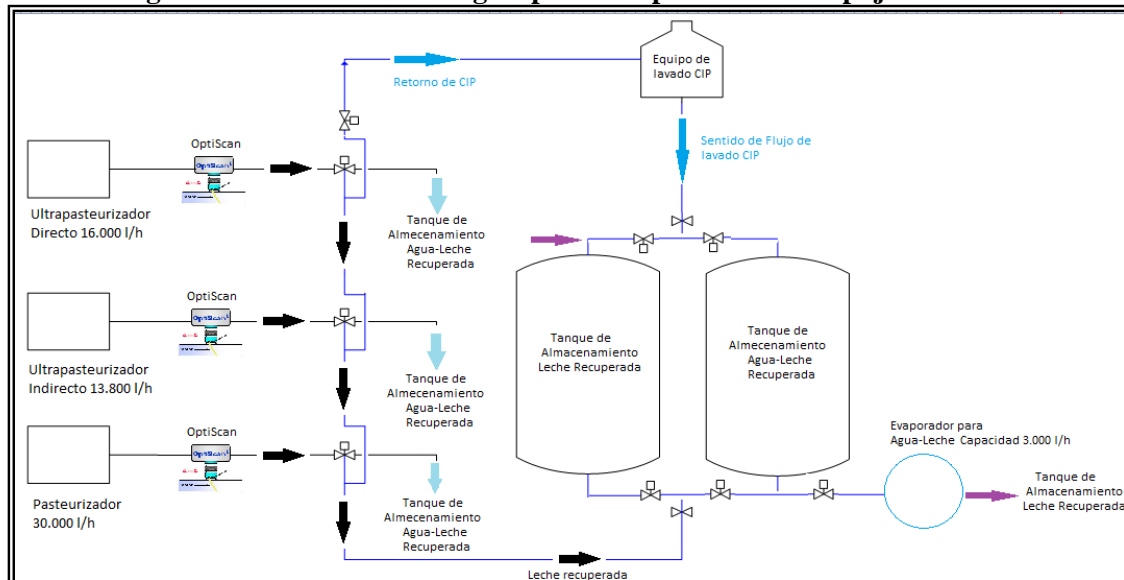 Equipo de
lavado CIP
Retorno de CIP
Sentido de Flujo de
lavado CIP
OptiScan
OptiScan
Ultrapasteurizador
Directo 16.000 l/h
Tanque de
Almecenamiento
Agua-Leche
Recuperada
OptiScan
OptiScan
Ultrapasteurizador
Indirecto 13.800 l/h
Tanque de
Almacenamiento
Agua-Leche
Recuperada
OptiScan
OptiScan
Pasteurizador
30.000 l/h
Tanque de
Almacenamiento
Agua-Leche
Recuperada
Tanque de
Almacenamiento
Leche Recuperada
Tanque de
Almacenamiento
Agua-Leche
Recuperada
Evaporador para
Agua-Leche Capacidad 3.000 l/h
Tanque de
Almacenamiento
Leche Recuperada
Leche recuperada